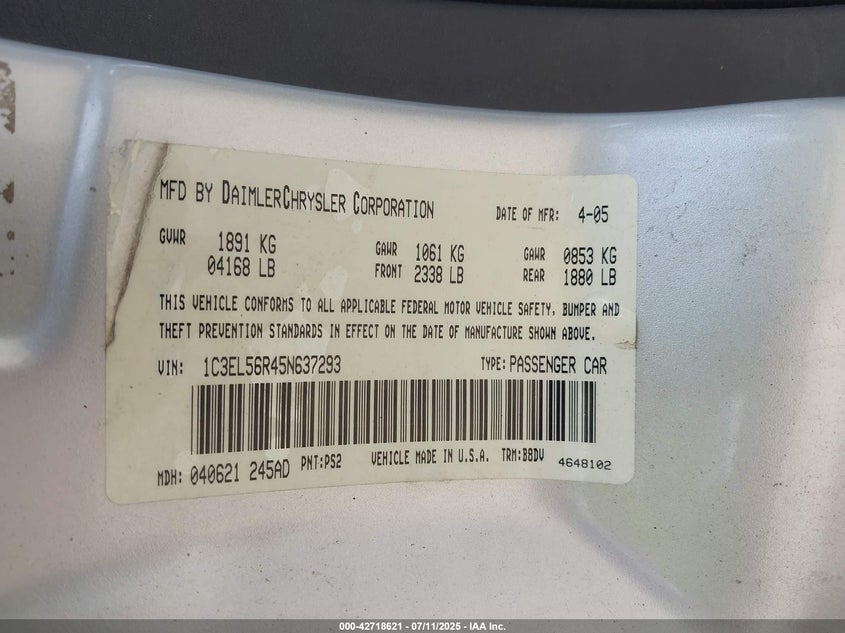 MFD BY DAIMLERCHRYSLER CORPORATION DATE OF MFR: 4-05
GVWR 1891 KG GAWR 1061 KG GAWR 0853 KG
04168 LB FRONT 2338 LB REAR 1880 LB
THIS VEHICLE CONFORMS TO ALL APPLICABLE FEDERAL MOTOR VEHICLE SAFETY, BUMPER AND
THEFT PREVENTION STANDARDS IN EFFECT ON THE DATE OF MANUFACTURE SHOWN ABOVE.
VIN: 1C3EL56R45N637293 TYPE: PASSENGER CAR
MDH: 040621 245AD PNT:PS2 VEHICLE MADE IN U.S.A. TRM:B8DV 4648102
000-42718621 - 07/11/2025 - IAA Inc.